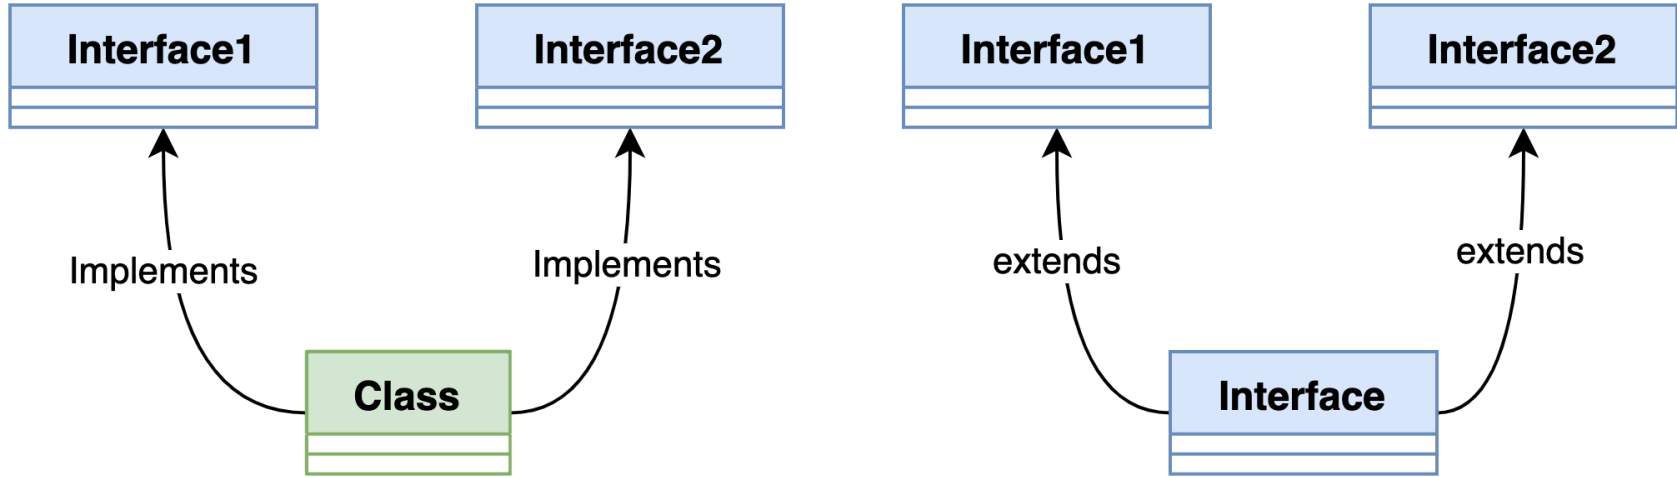 Interface1
Interface2
Implements
Implements
Class
Interface1
Interface2
extends
extends
Interface